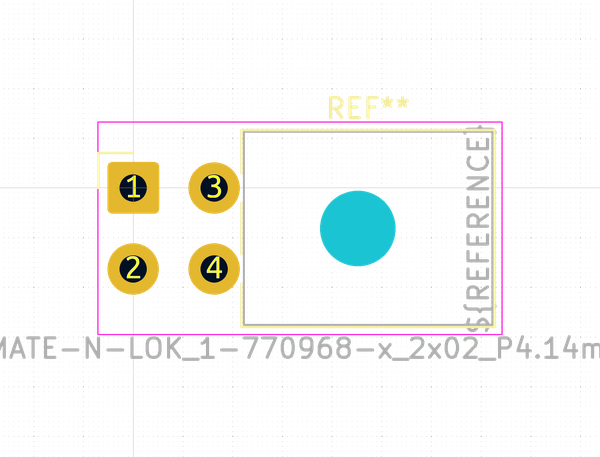 REF**
1 3
2 4
${REFERENCE}
MATE-N-LOK_1-770968-x_2x02_P4.14m